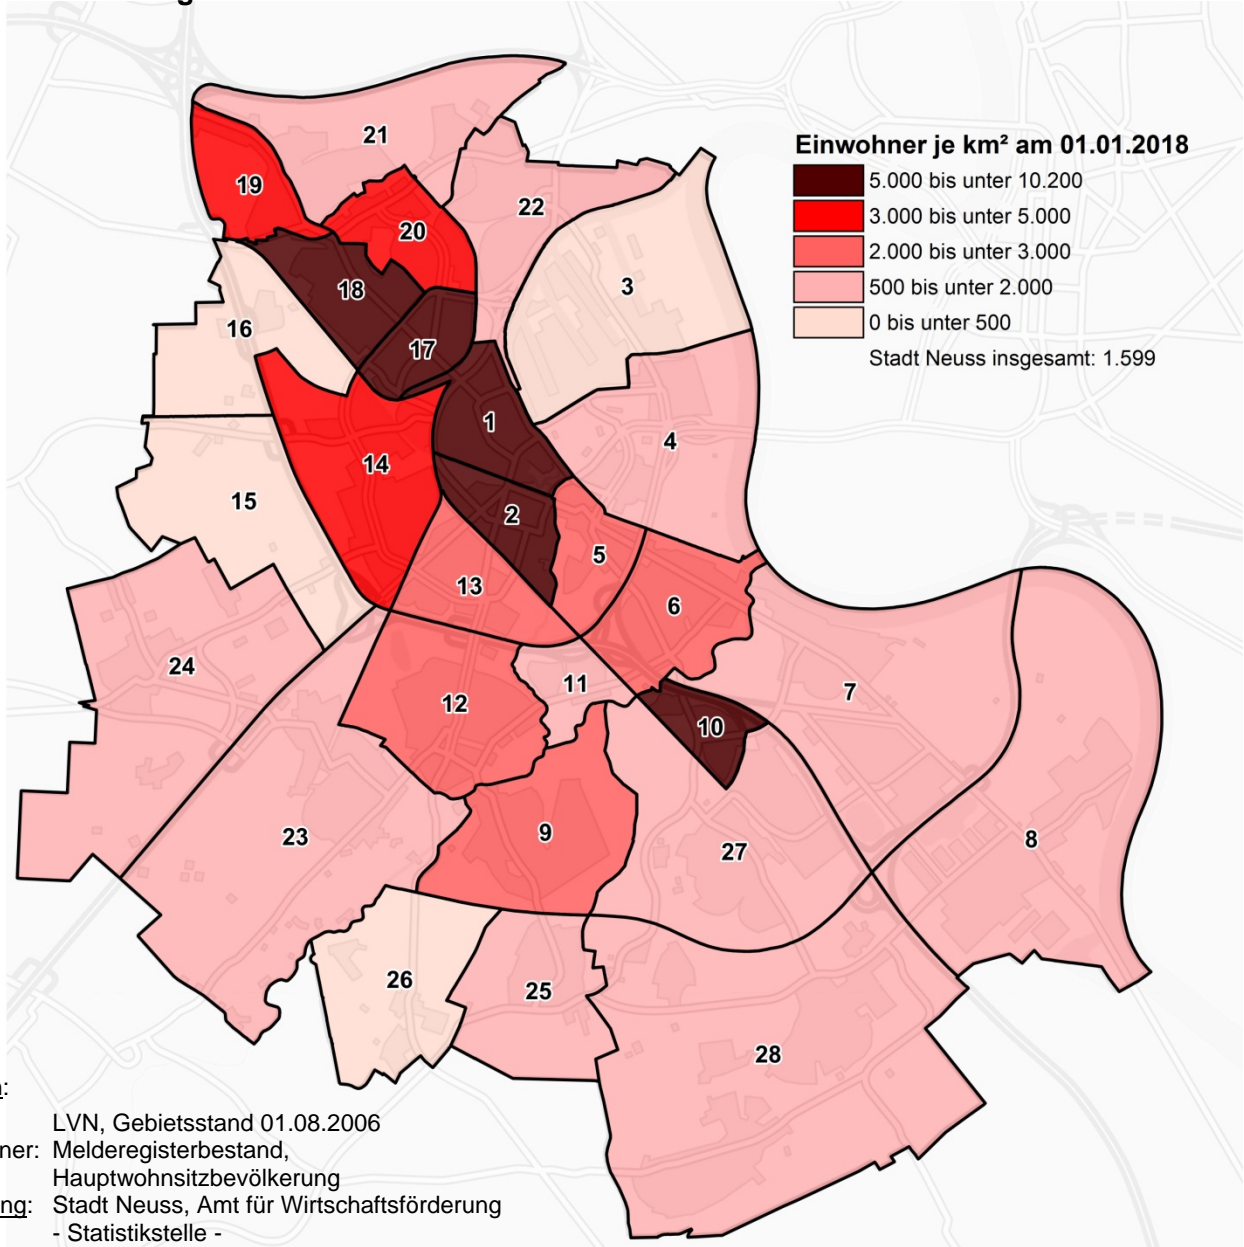 21
19
22
20
3
18
16
17
1
4
14
15
2
5
13
6
24
11
7
12
10
9
23
27
8
26
25
28
Einwohner je km² am 01.01.2018
5.000 bis unter 10.200
3.000 bis unter 5.000
2.000 bis unter 3.000
500 bis unter 2.000
0 bis unter 500
Stadt Neuss insgesamt: 1.599
LVN, Gebietsstand 01.08.2006
ner: Melderegisterbestand,
Hauptwohnsitzbevölkerung
ng: Stadt Neuss, Amt für Wirtschaftsförderung
- Statistikstelle -